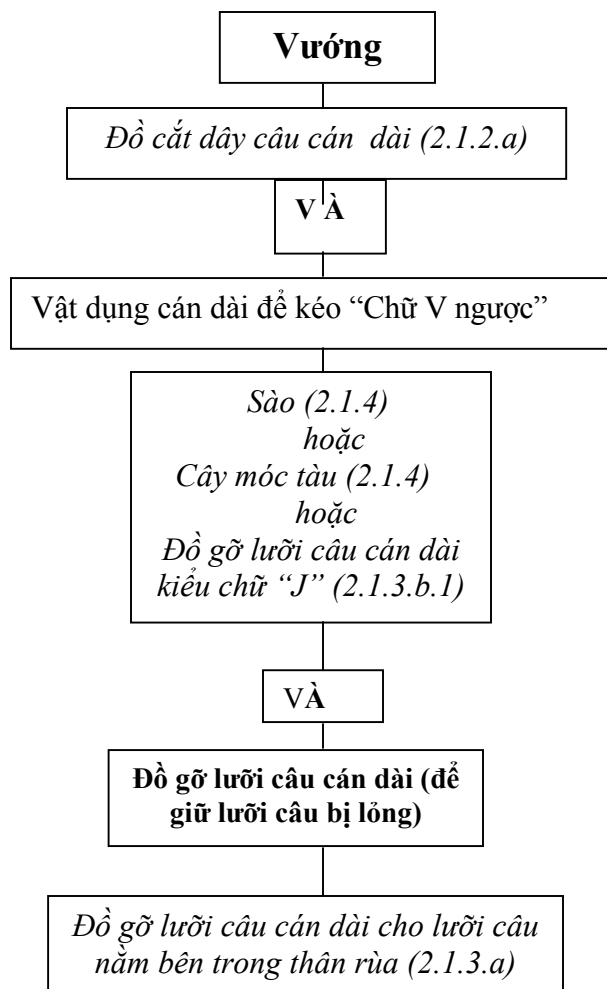 Vướng
Đồ cắt dây câu cán dài (2.1.2.a)
V À
Vật dụng cán dài để kéo “Chữ V ngược”
Sào (2.1.4)
hoặc
Cây móc tàu (2.1.4)
hoặc
Đồ gỡ lưỡi câu cán dài
kiểu chữ “J” (2.1.3.b.1)
VÀ
Đồ gỡ lưỡi câu cán dài (để
giữ lưỡi câu bị lỏng)
Đồ gỡ lưỡi câu cán dài cho lưỡi câu
nằm bên trong thân rùa (2.1.3.a)